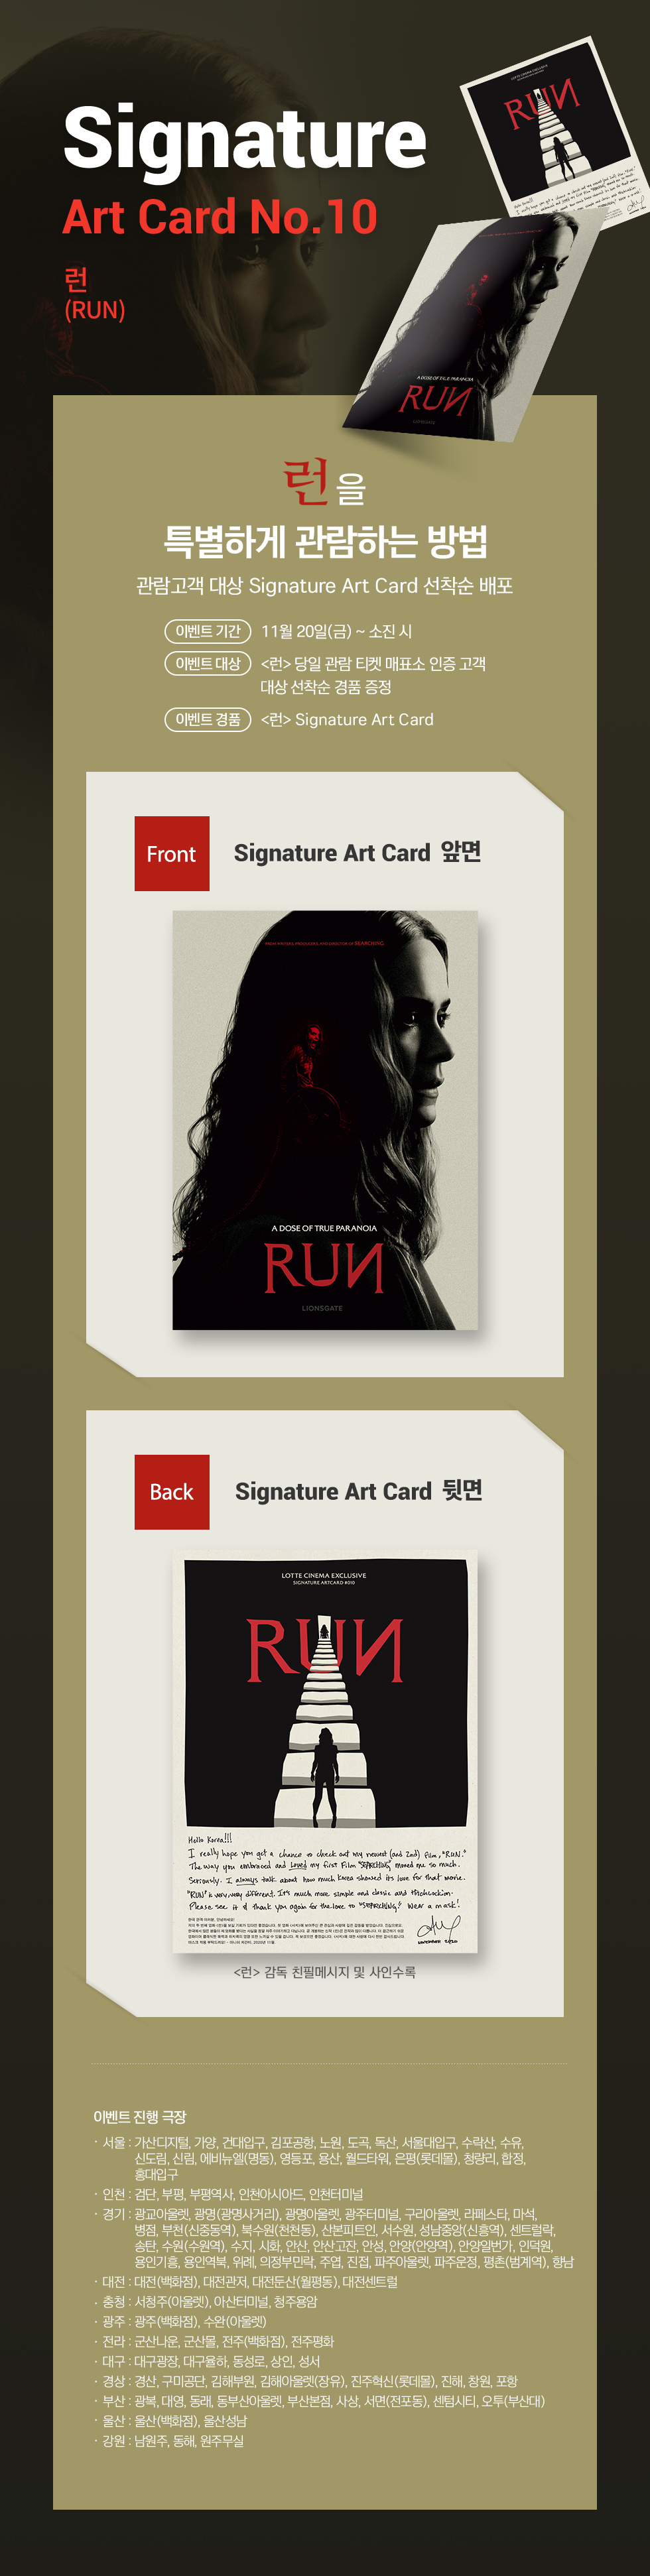 Signature
Art Card No.10
런
(RUN)
LOTTE CINEMA EXCLUSIVE
RUN
A DOSE OF TRUE PARANOIA
RUN
LIONSGATE
런을
특별하게 관람하는 방법
관람고객 대상 Signature Art Card 선착순 배포
이벤트 기간 11월 20일(금) ~ 소진 시
이벤트 대상 <런> 당일 관람 티켓 매표소 인증 고객
대상 선착순 경품 증정
이벤트 경품 <런> Signature Art Card
Front Signature Art Card 앞면
FROM WRITERS, PRODUCERS, AND DIRECTOR OF SEARCHING
A DOSE OF TRUE PARANOIA
RUN
LIONSGATE
Back Signature Art Card 뒷면
LOTTE CINEMA EXCLUSIVE
SIGNATURE ARTCARD #010
RUN
Hello Korea!!!
I really hope you get a chance to check out my newest (and 2nd) film, "RUN."
The way you embraced and loved my first film "SEARCHING" moved me so much.
Seriously. I always talk about how much Korea showed its love for that movie.
"RUN" is very, very different. It's much more simple and classic and Hitchcockian.
Please see it & thank you again for the love to "SEARCHING." Wear a mask!
NOVEMBER 2020
<런> 감독 친필메시지 및 사인수록
이벤트 진행 극장
· 서울 : 가산디지털, 가양, 건대입구, 김포공항, 노원, 도곡, 독산, 서울대입구, 수락산, 수유,
신도림, 신림, 에비뉴엘(명동), 영등포, 용산, 월드타워, 은평(롯데몰), 청량리, 합정,
홍대입구
· 인천 : 검단, 부평, 부평역사, 인천아시아드, 인천터미널
· 경기 : 광교아울렛, 광명(광명사거리), 광명아울렛, 광주터미널, 구리아울렛, 라페스타, 마석,
병점, 부천(신중동역), 북수원(천천동), 산본피트인, 서수원, 성남중앙(신흥역), 센트럴락,
송탄, 수원(수원역), 수지, 시화, 안산, 안산고잔, 안성, 안양(안양역), 안양일번가, 인덕원,
용인기흥, 용인역북, 위례, 의정부민락, 주엽, 진접, 파주아울렛, 파주운정, 평촌(범계역), 향남
· 대전 : 대전(백화점), 대전관저, 대전둔산(월평동), 대전센트럴
· 충청 : 서청주(아울렛), 아산터미널, 청주용암
· 광주 : 광주(백화점), 수완(아울렛)
· 전라 : 군산나운, 군산몰, 전주(백화점), 전주평화
· 대구 : 대구광장, 대구율하, 동성로, 상인, 성서
· 경상 : 경산, 구미공단, 김해부원, 김해아울렛(장유), 진주혁신(롯데몰), 진해, 창원, 포항
· 부산 : 광복, 대영, 동래, 동부산아울렛, 부산본점, 사상, 서면(전포동), 센텀시티, 오투(부산대)
· 울산 : 울산(백화점), 울산성남
· 강원 : 남원주, 동해, 원주무실